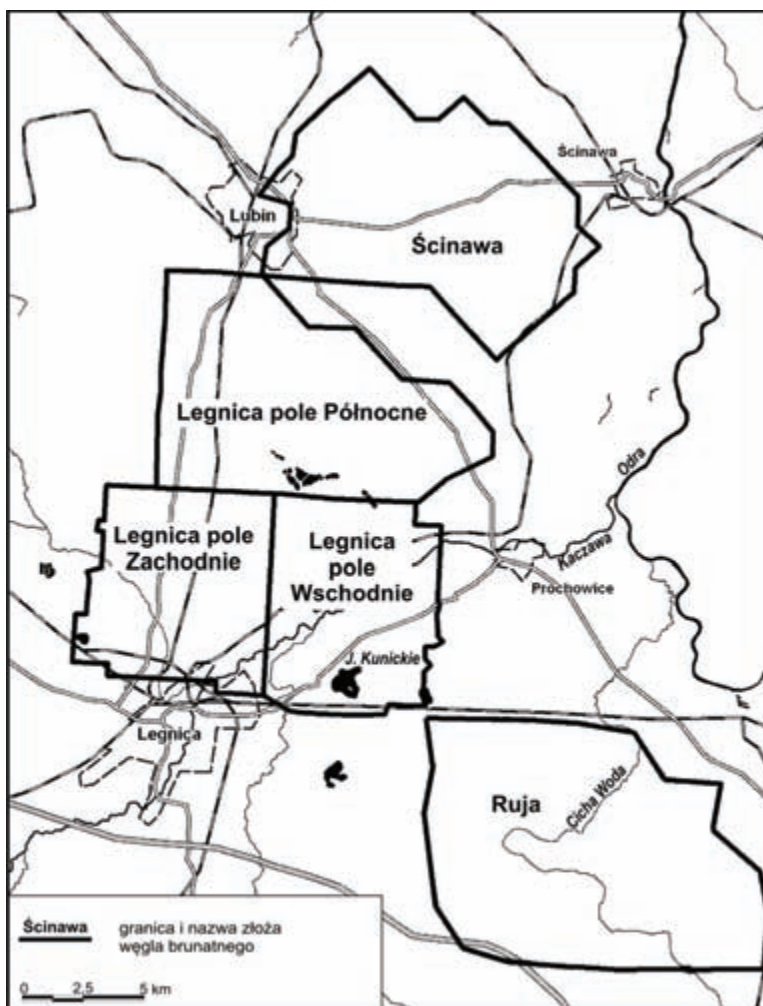 Ścinawa
Lubin
Ścinawa
Legnica pole Północne
Legnica pole
Zachodnie
Legnica
pole
Wschodnie
Odra
Kaczawa
Prochowice
J. Kunickie
Legnica
Ruja
Cicha Woda
Ścinawa granica i nazwa złoża
węgla brunatnego
0 2,5 5 km